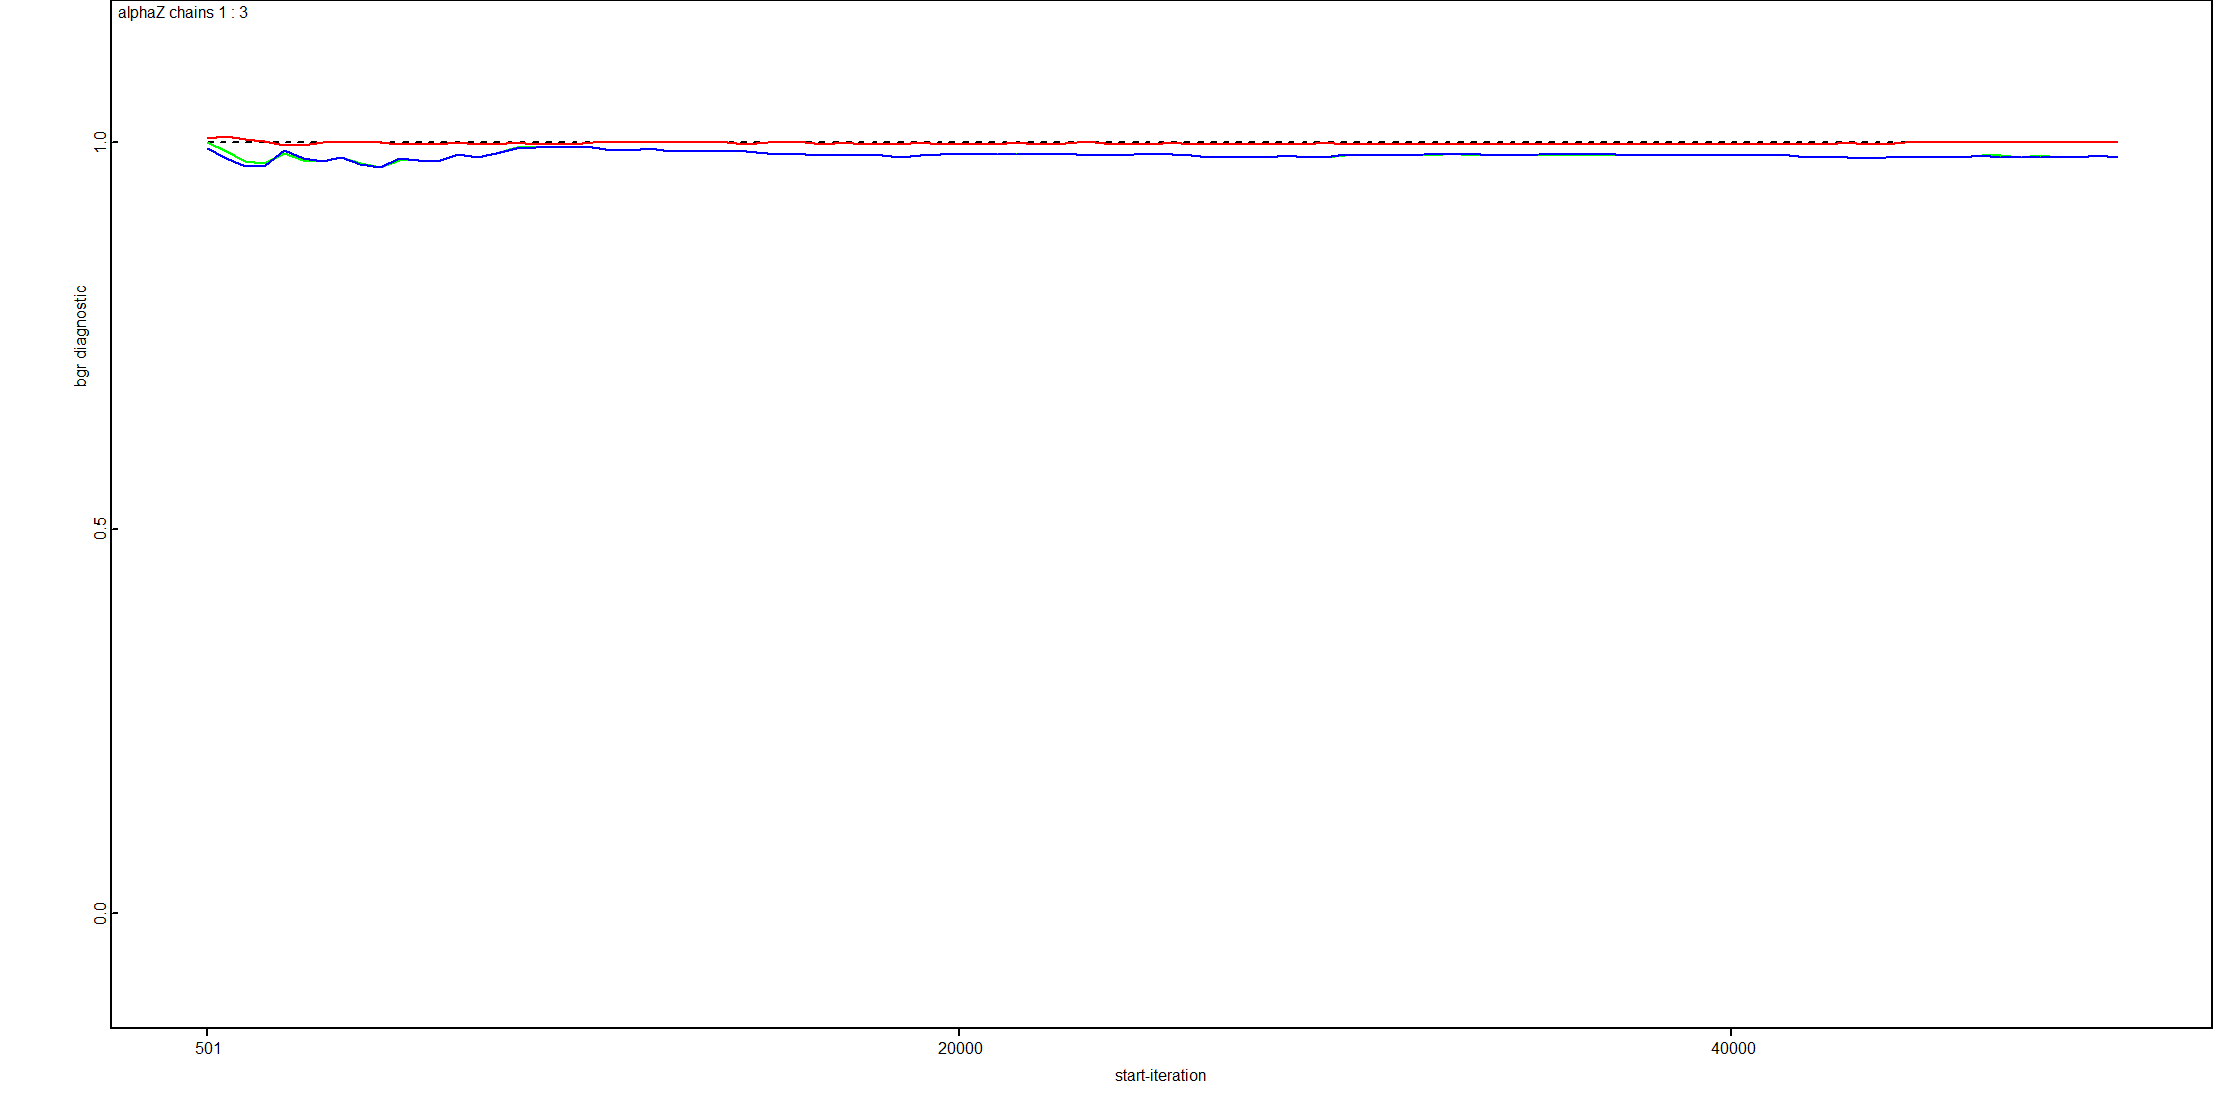 alphaZ chains 1 : 3
1.0
0.5
0.0
bgr diagnostic
501
20000
40000
start-iteration